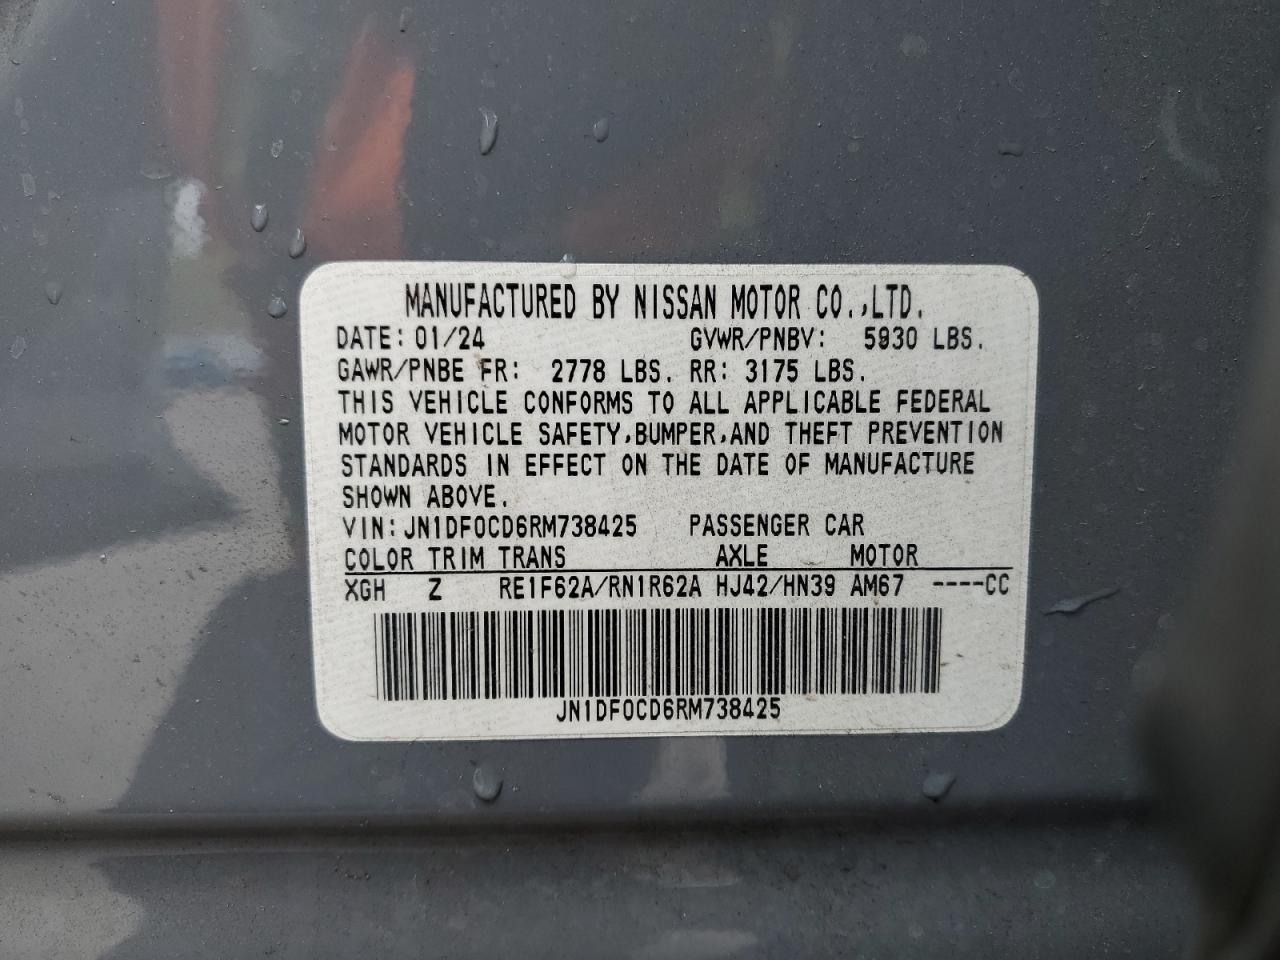 MANUFACTURED BY NISSAN MOTOR CO.,LTD.
DATE: 01/24 GVWR/PNBV: 5930 LBS.
GAWR/PNBE FR: 2778 LBS. RR: 3175 LBS.
THIS VEHICLE CONFORMS TO ALL APPLICABLE FEDERAL
MOTOR VEHICLE SAFETY,BUMPER,AND THEFT PREVENTION
STANDARDS IN EFFECT ON THE DATE OF MANUFACTURE
SHOWN ABOVE.
VIN: JN1DF0CD6RM738425 PASSENGER CAR
COLOR TRIM TRANS AXLE MOTOR
XGH Z RE1F62A/RN1R62A HJ42/HN39 AM67 ----CC
JN1DF0CD6RM738425